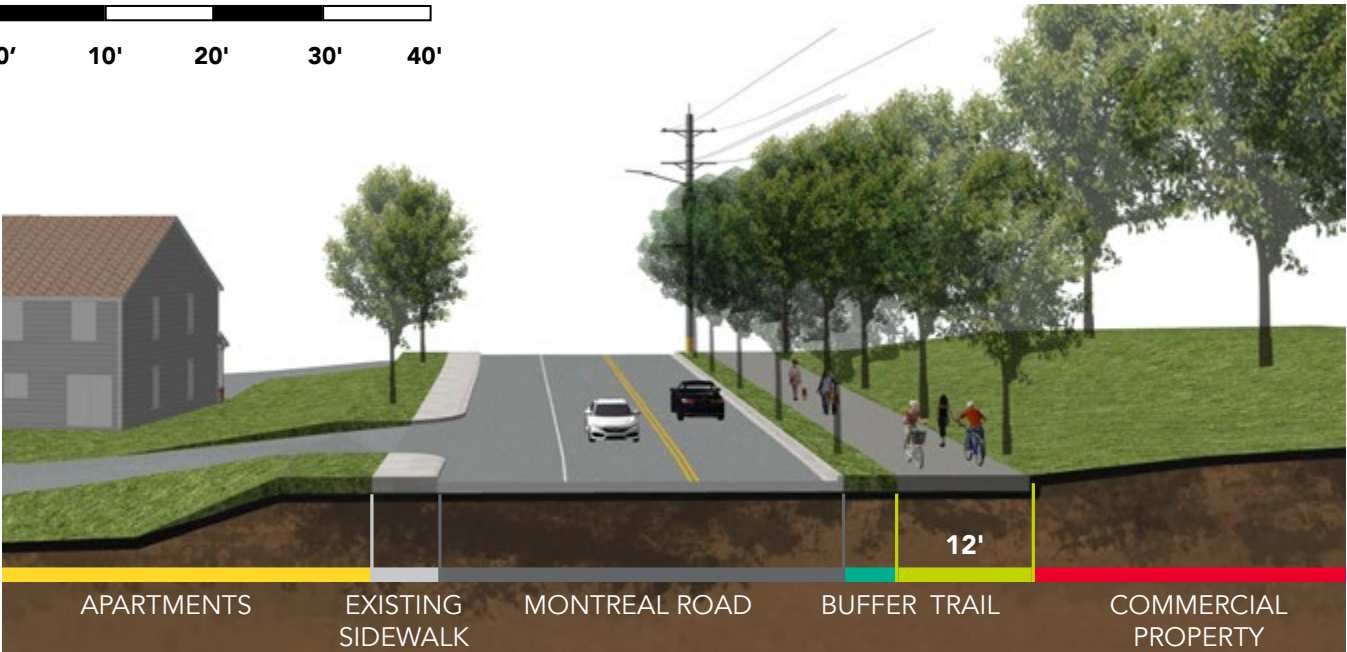 0’ 10' 20' 30' 40'
12'
APARTMENTS
EXISTING
SIDEWALK
MONTREAL ROAD
BUFFER
TRAIL
COMMERCIAL
PROPERTY